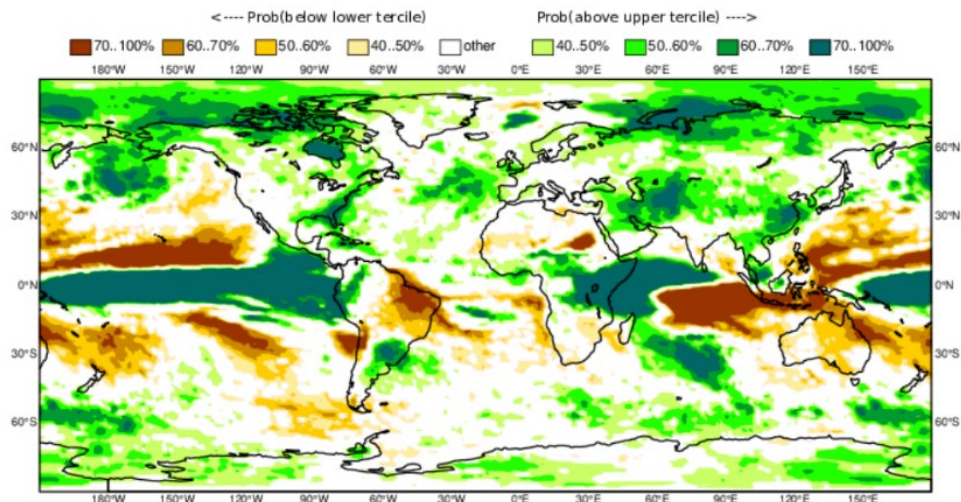 <---- Prob(below lower tercile) Prob(above upper tercile) ---->
70..100% 60..70% 50..60% 40..50% other 40..50% 50..60% 60..70% 70..100%
180°W 150°W 120°W 90°W 60°W 30°W 0°E 30°E 60°E 90°E 120°E 150°E
60°N 60°N
30°N 30°N
0°N 0°N
30°S 30°S
60°S 60°S
180°W 150°W 120°W 90°W 60°W 30°W 0°E 30°E 60°E 90°E 120°E 150°E